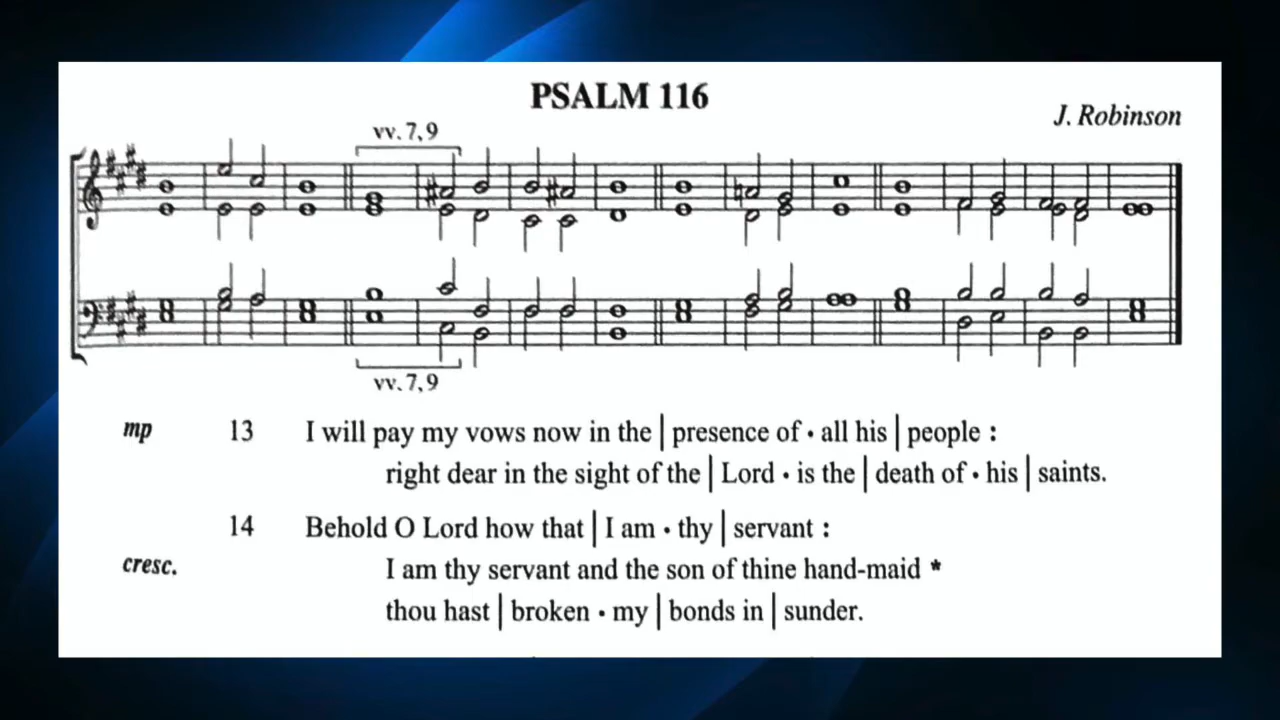 PSALM 116
J. Robinson
vv. 7, 9
vv. 7, 9
mp 13 I will pay my vows now in the | presence of · all his | people :
right dear in the sight of the | Lord · is the | death of · his | saints.
14 Behold O Lord how that | I am · thy | servant :
cresc. I am thy servant and the son of thine hand-maid *
thou hast | broken · my | bonds in | sunder.